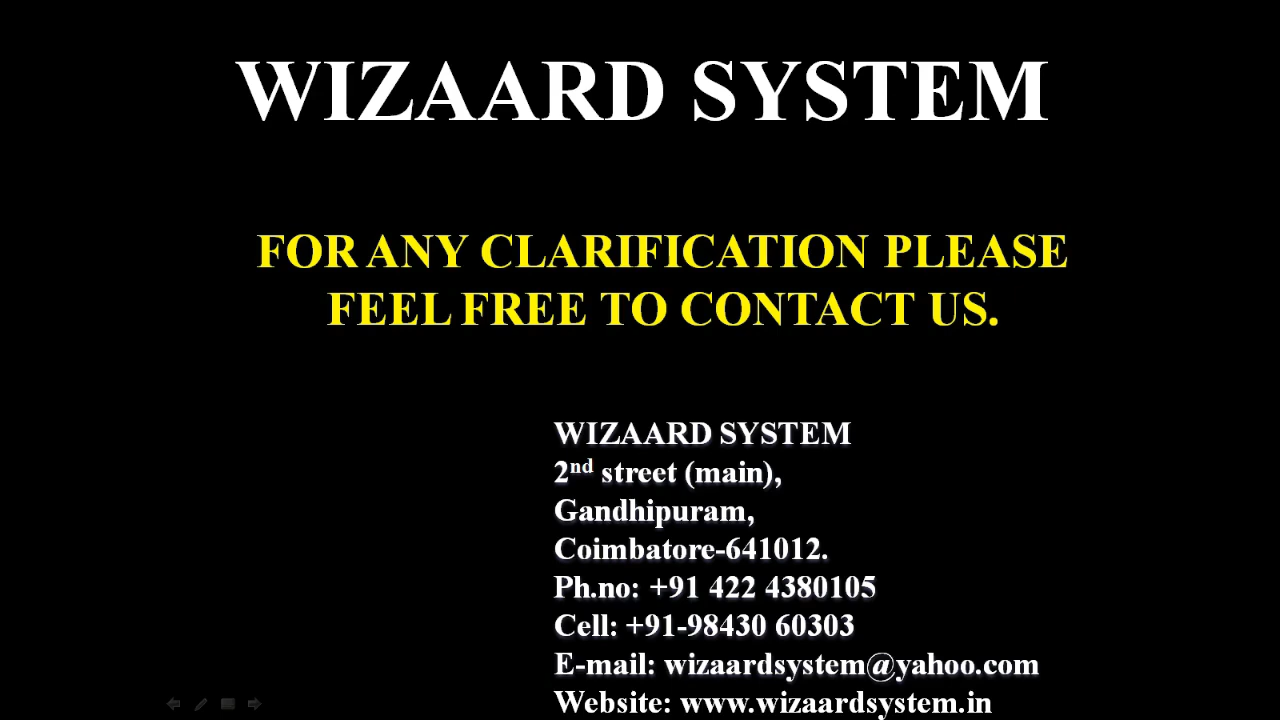 WIZAARD SYSTEM
FOR ANY CLARIFICATION PLEASE
FEEL FREE TO CONTACT US.
WIZAARD SYSTEM
2nd street (main),
Gandhipuram,
Coimbatore-641012.
Ph.no: +91 422 4380105
Cell: +91-98430 60303
E-mail: wizaardsystem@yahoo.com
Website: www.wizaardsystem.in